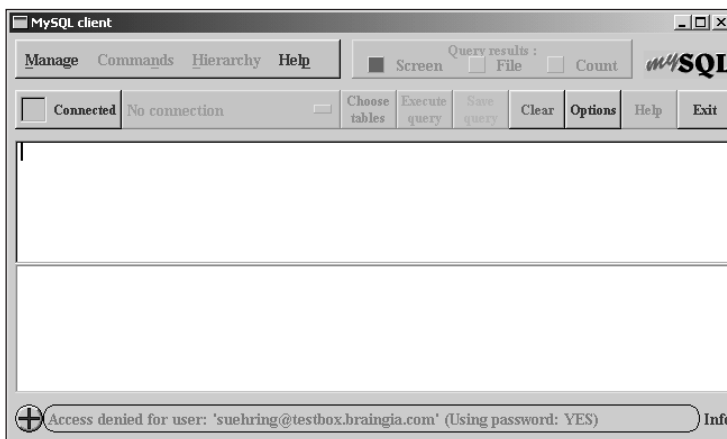 MySQL client
Manage Commands Hierarchy Help
Query results :
Screen File Count
mySQL
Connected No connection Choose tables Execute query Save query Clear Options Help Exit
Access denied for user: 'suehring@testbox.braingia.com' (Using password: YES)
Info